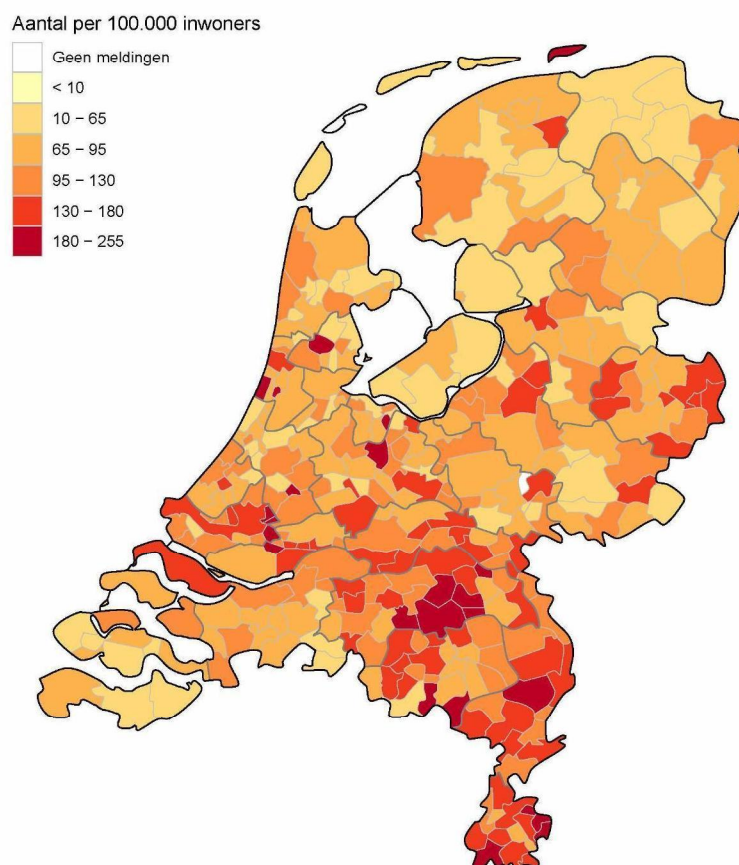 Aantal per 100.000 inwoners
Geen meldingen
< 10
10 − 65
65 − 95
95 − 130
130 − 180
180 − 255